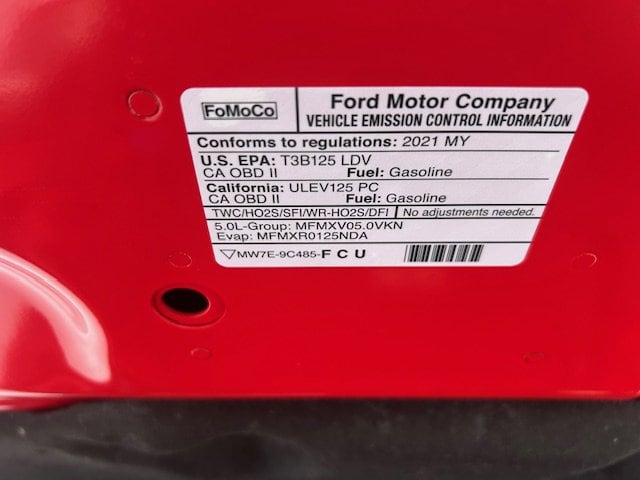 FoMoCo
Ford Motor Company
VEHICLE EMISSION CONTROL INFORMATION
Conforms to regulations: 2021 MY
U.S. EPA: T3B125 LDV
CA OBD II Fuel: Gasoline
California: ULEV125 PC
CA OBD II Fuel: Gasoline
TWC/HO2S/SFI/WR-HO2S/DFI No adjustments needed.
5.0L-Group: MFMXV05.0VKN
Evap: MFMXR0125NDA
MW7E-9C485-F C U